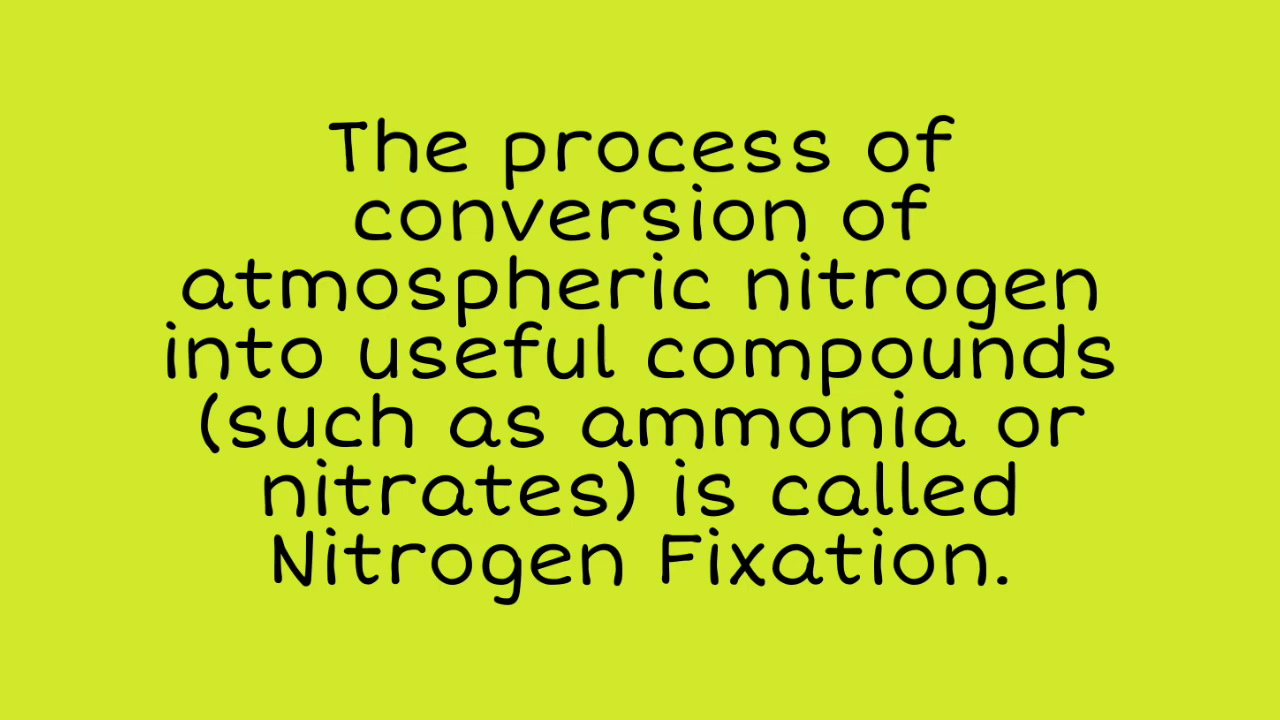 The process of
conversion of
atmospheric nitrogen
into useful compounds
(such as ammonia or
nitrates) is called
Nitrogen Fixation.